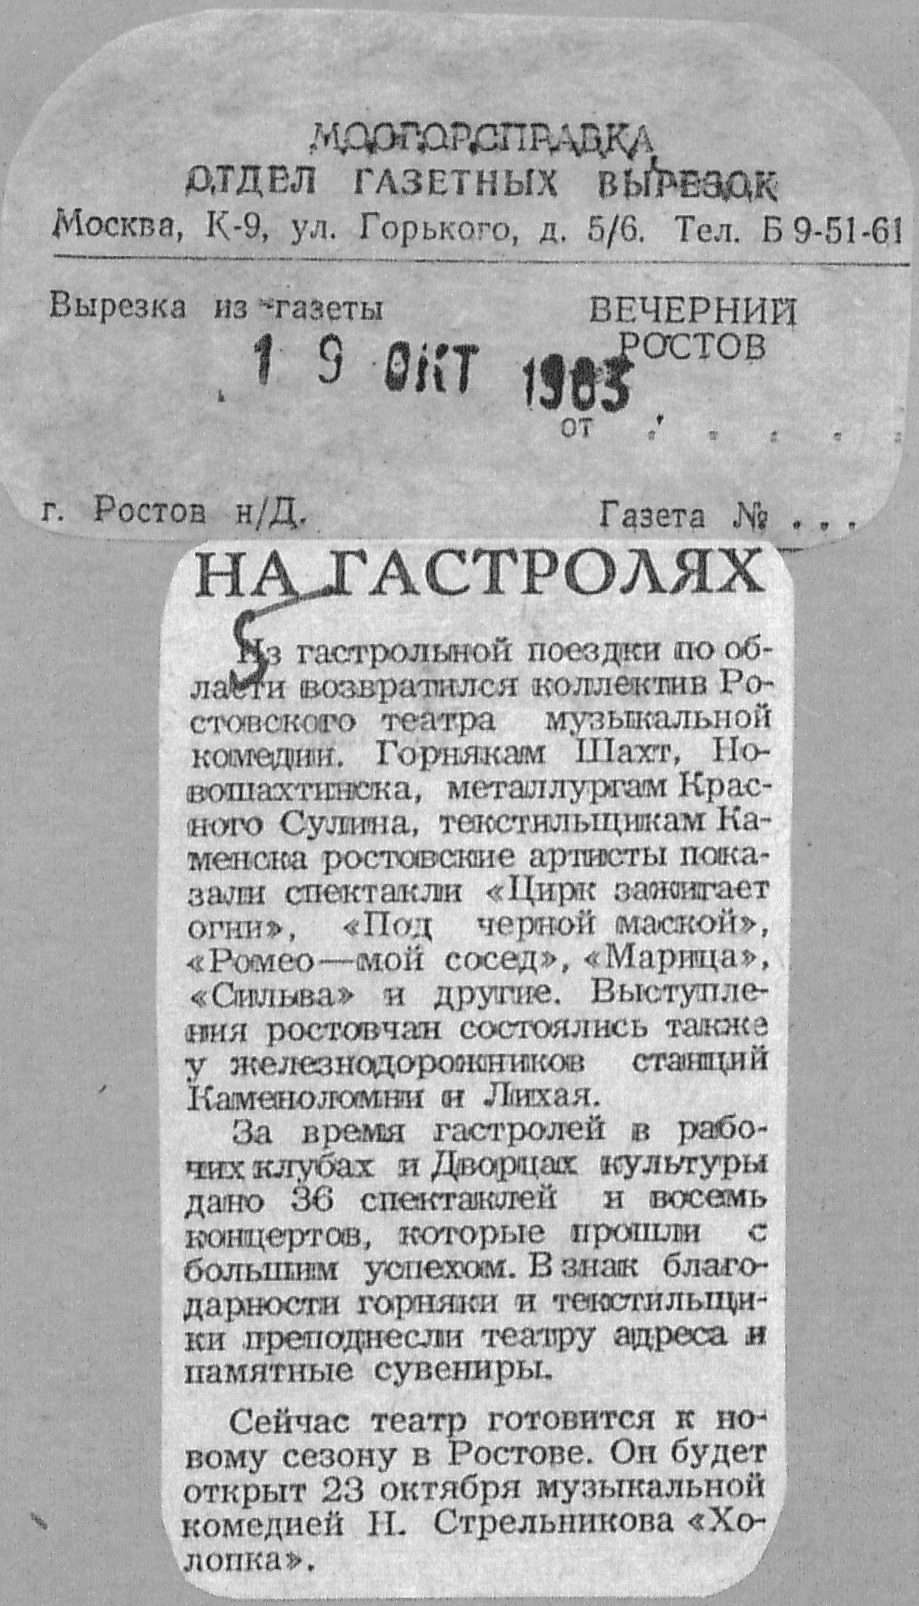 МОСГОРСПРАВКА
ОТДЕЛ ГАЗЕТНЫХ ВЫРЕЗОК
Москва, К-9, ул. Горького, д. 5/6. Тел. Б 9-51-61
Вырезка из газеты
ВЕЧЕРНИЙ
РОСТОВ
19 ОКТ 1963
от . . . . .
г. Ростов н/Д.
Газета № . . .
НА ГАСТРОЛЯХ
Из гастрольной поездки по об-
ласти возвратился коллектив Ро-
стовского театра музыкальной
комедии. Горнякам Шахт, Но-
вошахтинска, металлургам Крас-
ного Сулина, текстильщикам Ка-
менска ростовские артисты пока-
зали спектакли «Цирк зажигает
огни», «Под черной маской»,
«Ромео—мой сосед», «Марица»,
«Сильва» и другие. Выступле-
ния ростовчан состоялись также
у железнодорожников станций
Каменоломни и Лихая.
За время гастролей в рабо-
чих клубах и Дворцах культуры
дано 36 спектаклей и восемь
концертов, которые прошли с
большим успехом. В знак благо-
дарности горняки и текстильщи-
ки преподнесли театру адреса и
памятные сувениры.
Сейчас театр готовится к но-
вому сезону в Ростове. Он будет
открыт 23 октября музыкальной
комедией Н. Стрельникова «Хо-
лопка».